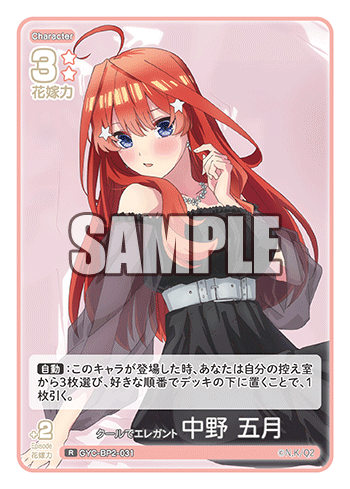 Character
3
花嫁力
SAMPLE
自動：このキャラが登場した時、あなたは自分の控え室
から3枚選び、好きな順番でデッキの下に置くことで、1
枚引く。
+2
Episode
花嫁力
クールでエレガント 中野 五月
R GYC-BP2-031
©N.K, Q2